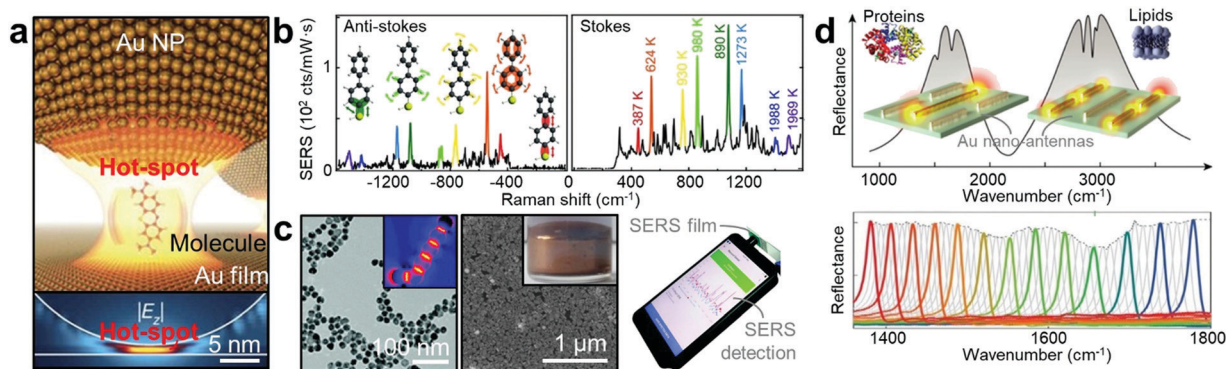 a
Au NP
Hot-spot
Molecule
Au film
|E_z|
Hot-spot
5 nm
b
Anti-stokes
Stokes
SERS (10² cts/mW·s)
1
0
387 K
624 K
930 K
980 K
890 K
1273 K
1988 K
1969 K
-1200
-800
-400
0
400
800
1200
Raman shift (cm⁻¹)
c
100 nm
1 µm
SERS film
SERS
detection
d
Proteins
Lipids
Reflectance
Au nano-antennas
1000
2000
3000
Wavenumber (cm⁻¹)
Reflectance
1400
1600
1800
Wavenumber (cm⁻¹)